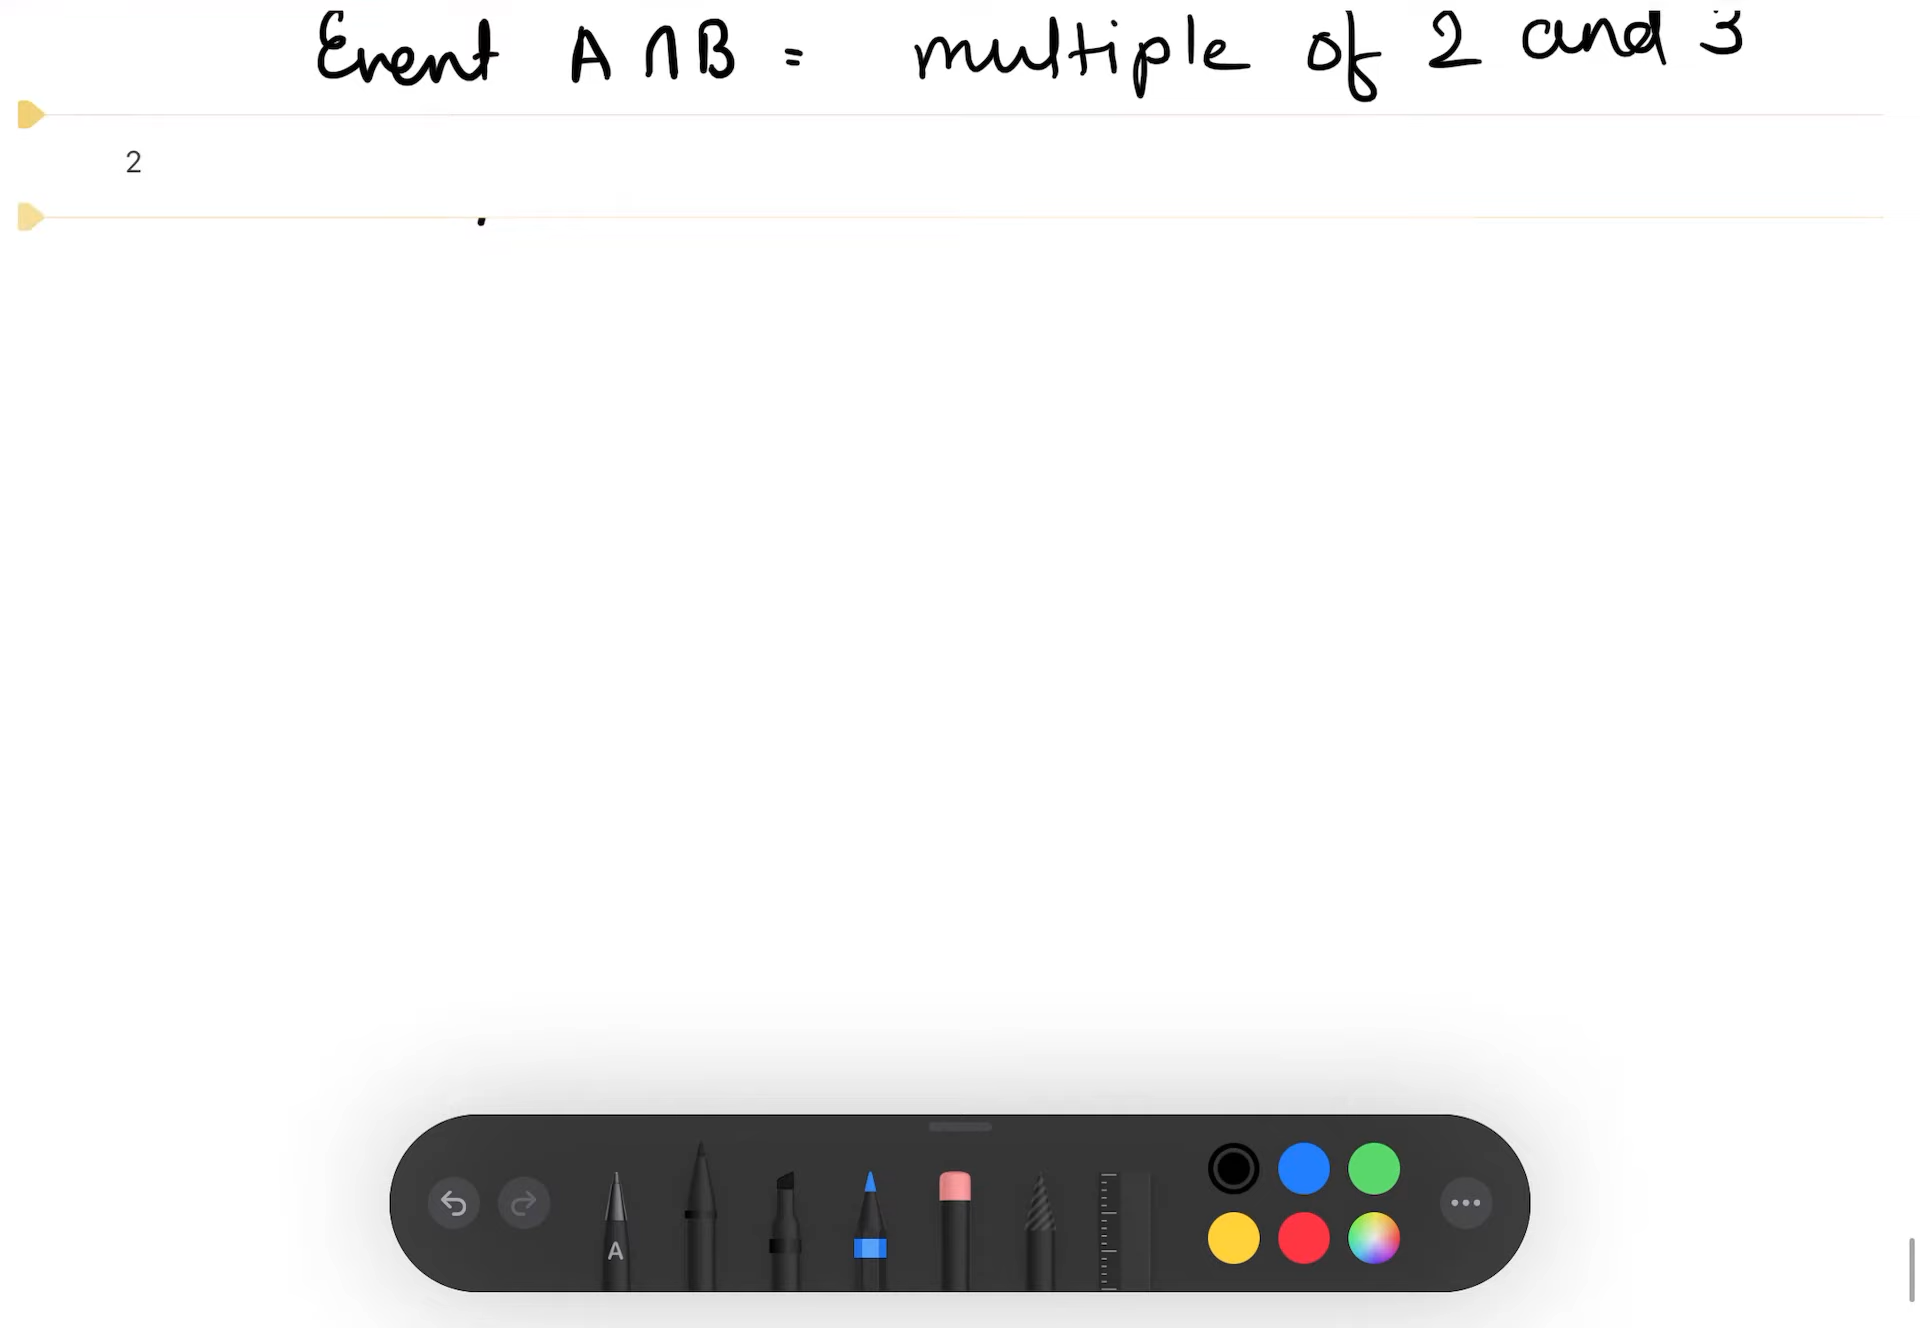 Event A ∩ B = multiple of 2 and 3
2
A